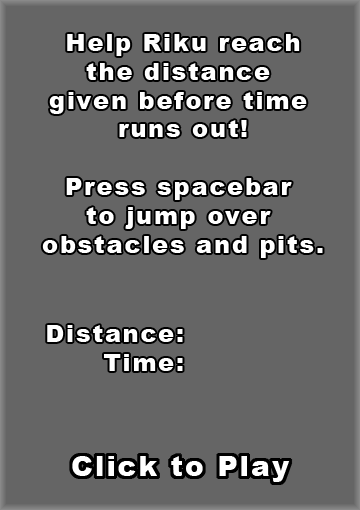 Help Riku reach
the distance
given before time
runs out!
Press spacebar
to jump over
obstacles and pits.
Distance:
Time:
Click to Play